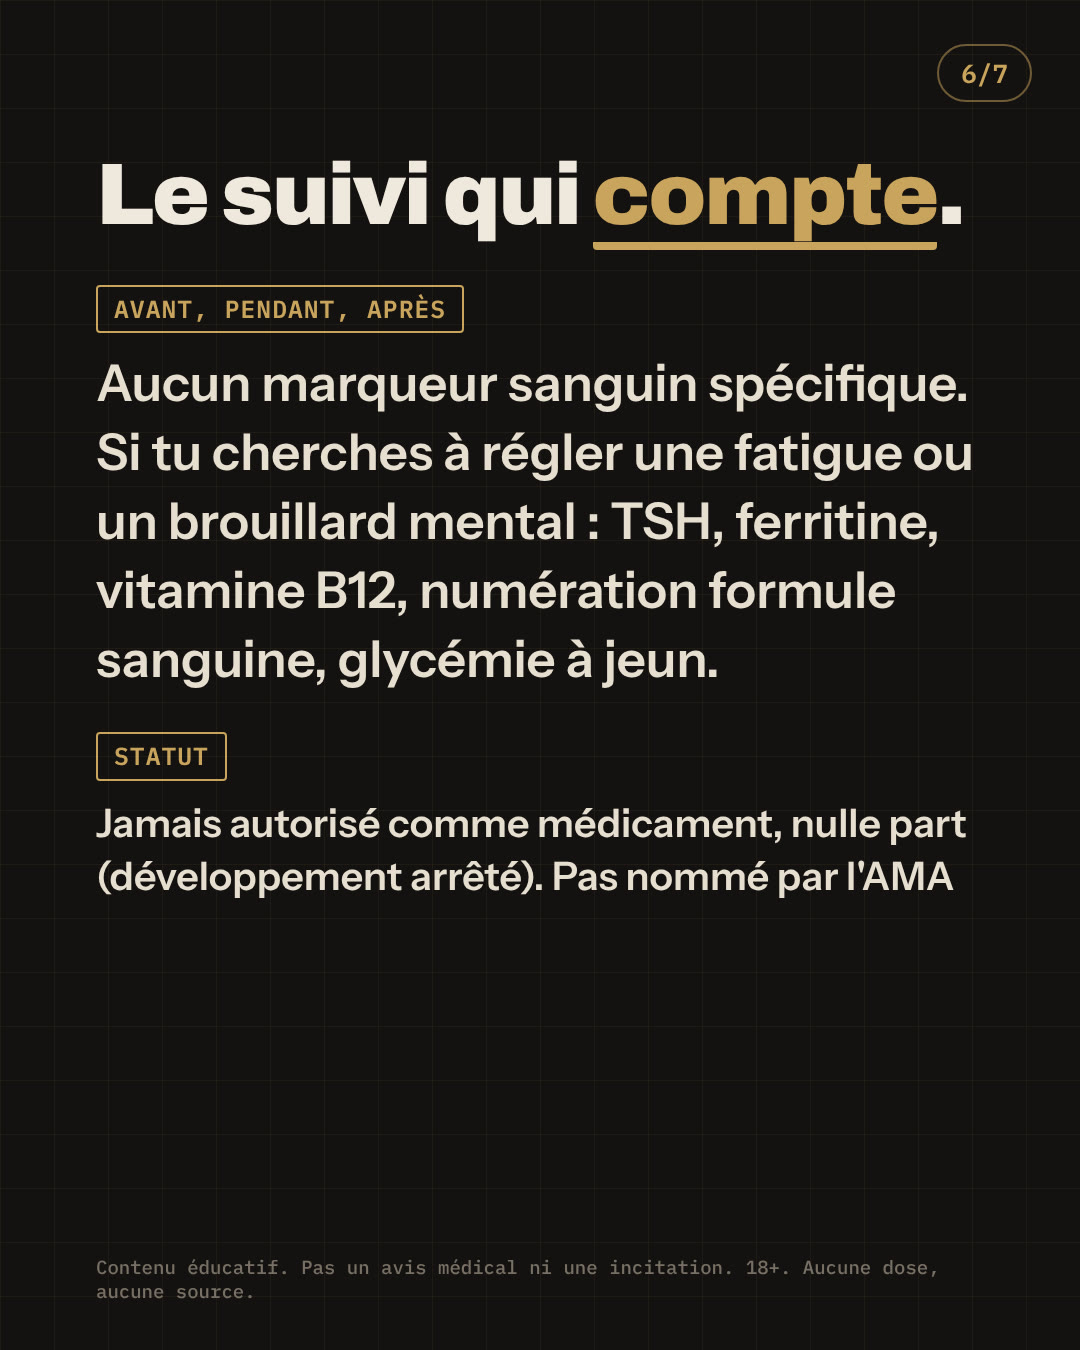 6/7
Le suivi qui compte.
AVANT, PENDANT, APRÈS
Aucun marqueur sanguin spécifique.
Si tu cherches à régler une fatigue ou
un brouillard mental : TSH, ferritine,
vitamine B12, numération formule
sanguine, glycémie à jeun.
STATUT
Jamais autorisé comme médicament, nulle part
(développement arrêté). Pas nommé par l'AMA
Contenu éducatif. Pas un avis médical ni une incitation. 18+. Aucune dose,
aucune source.